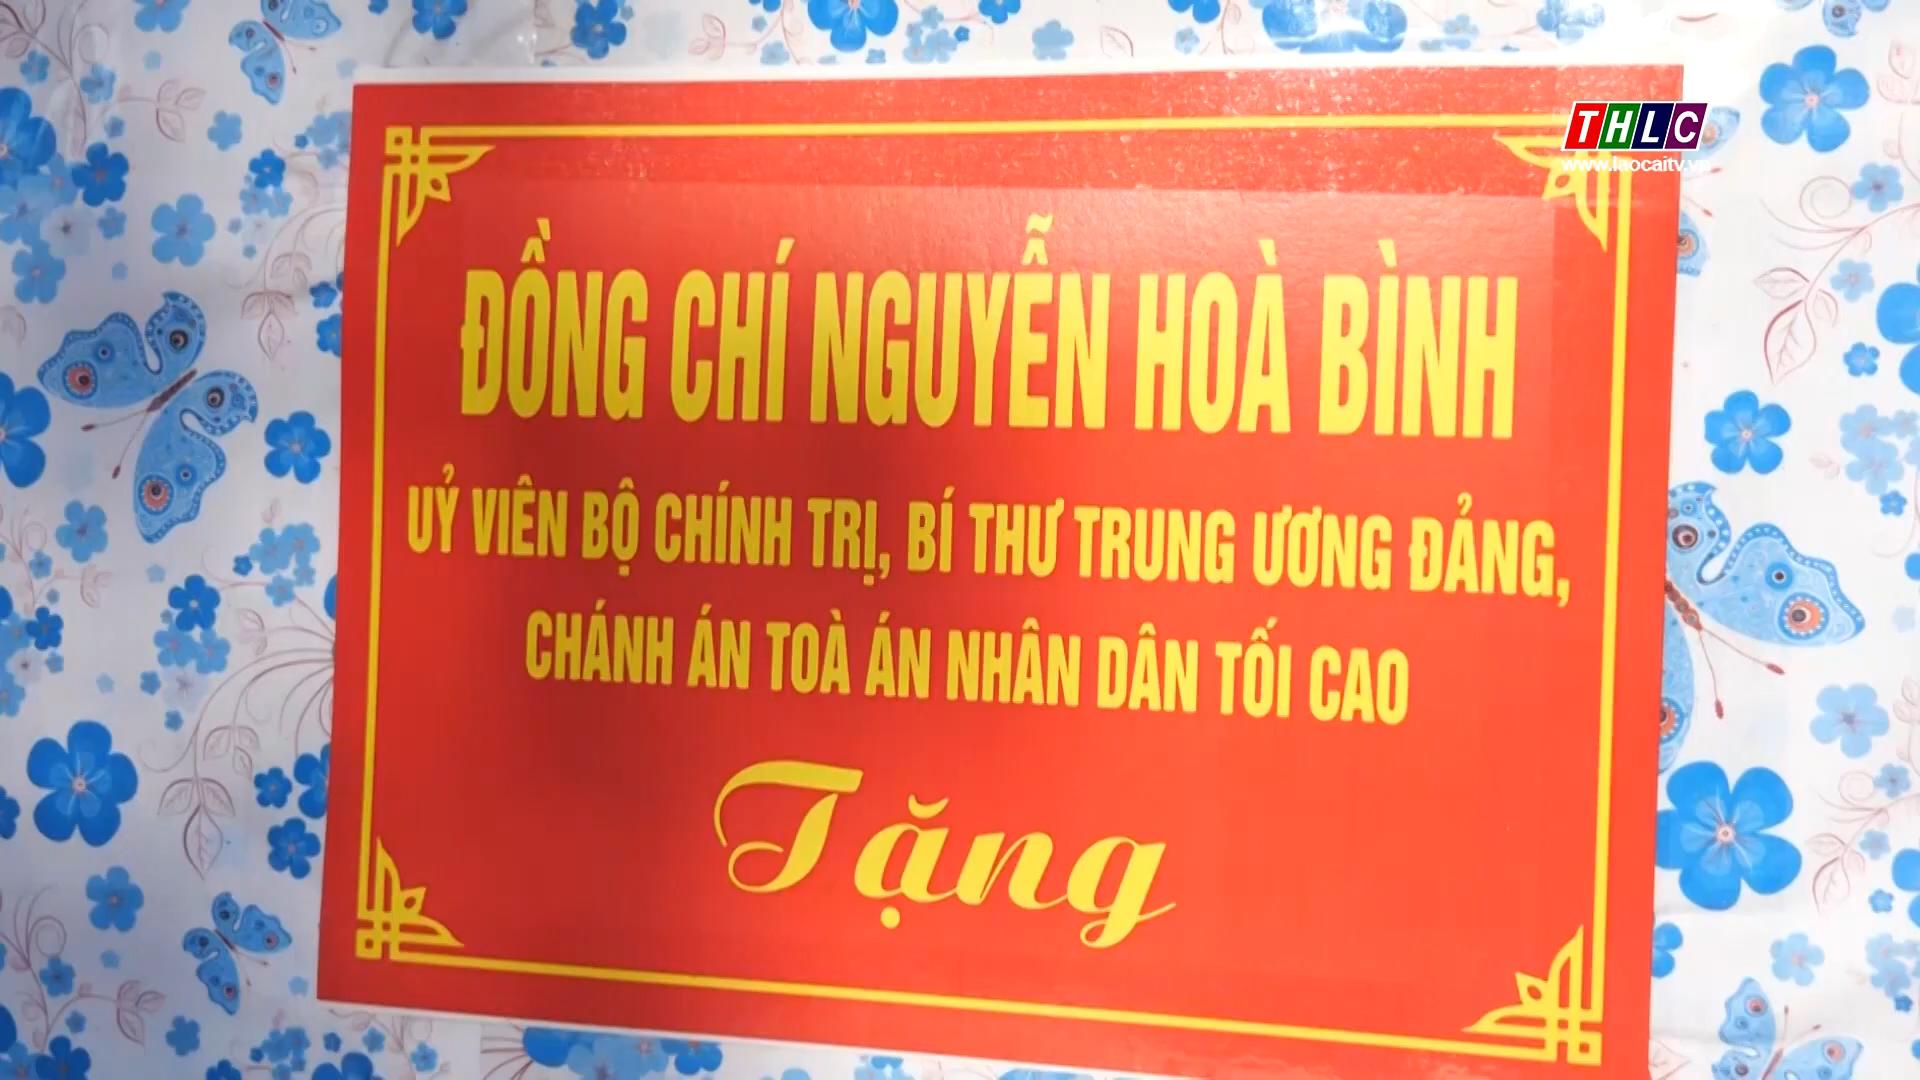 THLC
www.laocaitv.vn
ĐỒNG CHÍ NGUYỄN HOÀ BÌNH
UỶ VIÊN BỘ CHÍNH TRỊ, BÍ THƯ TRUNG ƯƠNG ĐẢNG,
CHÁNH ÁN TOÀ ÁN NHÂN DÂN TỐI CAO
Tặng